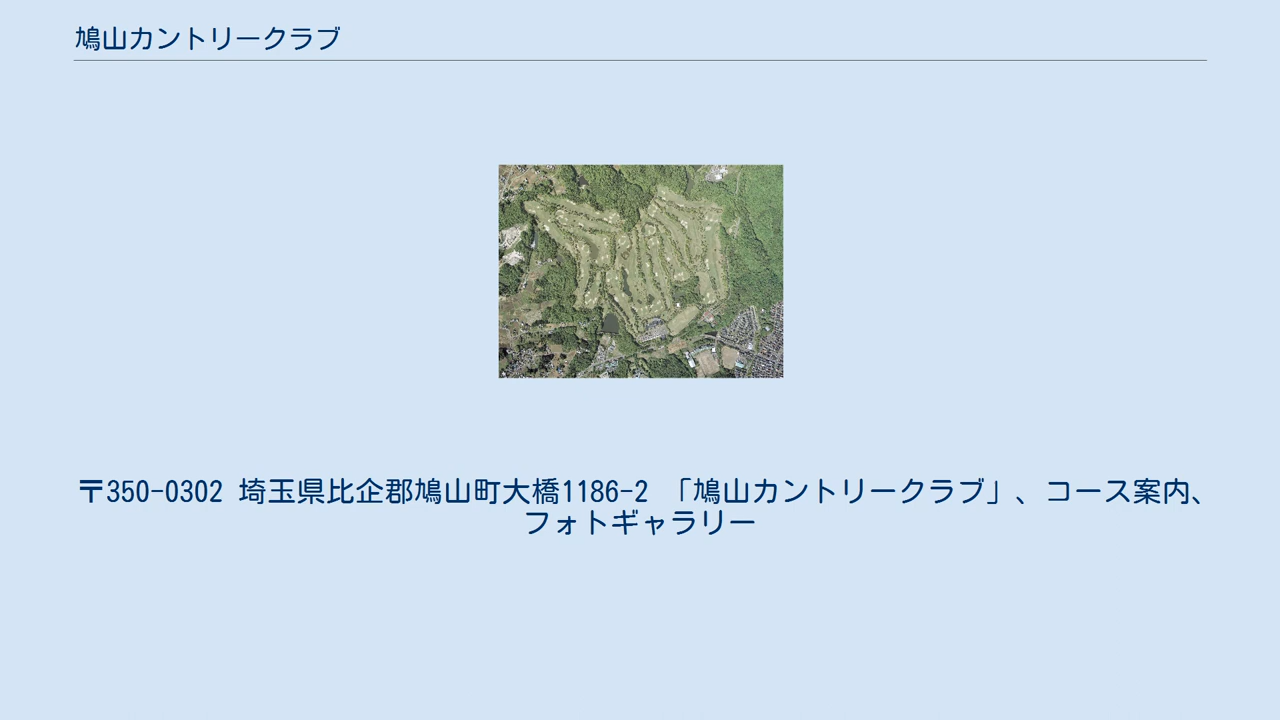 鳩山カントリークラブ
〒350-0302 埼玉県比企郡鳩山町大橋1186-2 「鳩山カントリークラブ」、コース案内、
フォトギャラリー